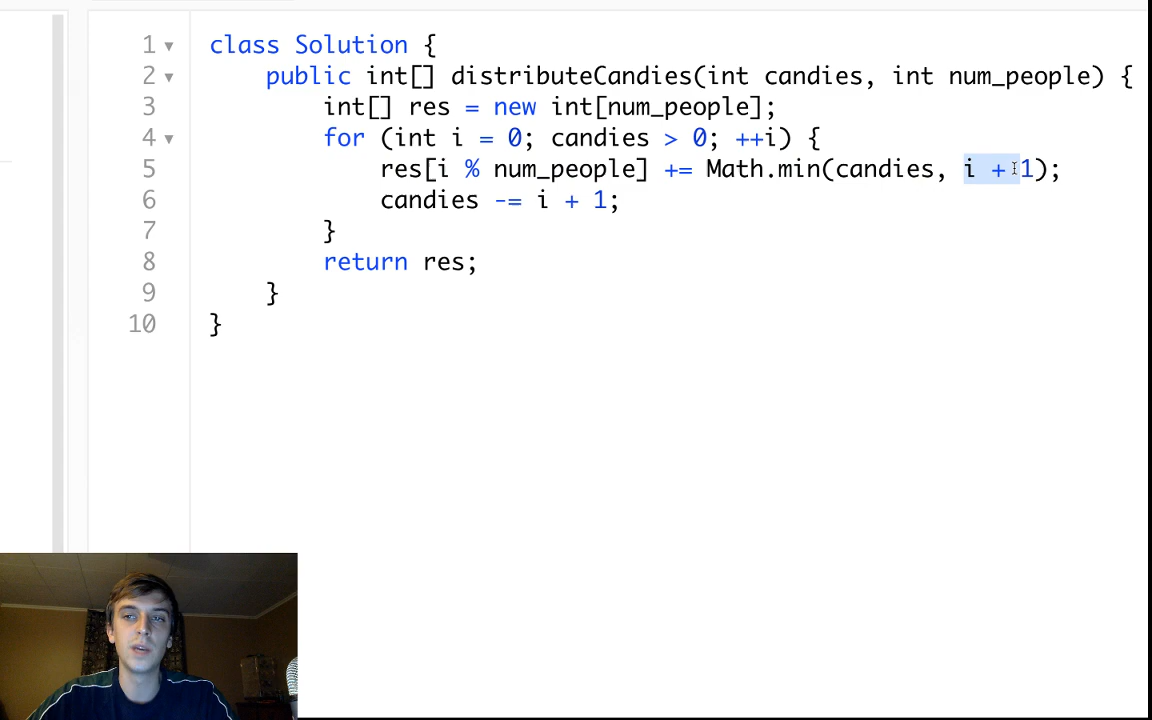 1 class Solution {
2 public int[] distributeCandies(int candies, int num_people) {
3 int[] res = new int[num_people];
4 for (int i = 0; candies > 0; ++i) {
5 res[i % num_people] += Math.min(candies, i + 1);
6 candies -= i + 1;
7 }
8 return res;
9 }
10 }